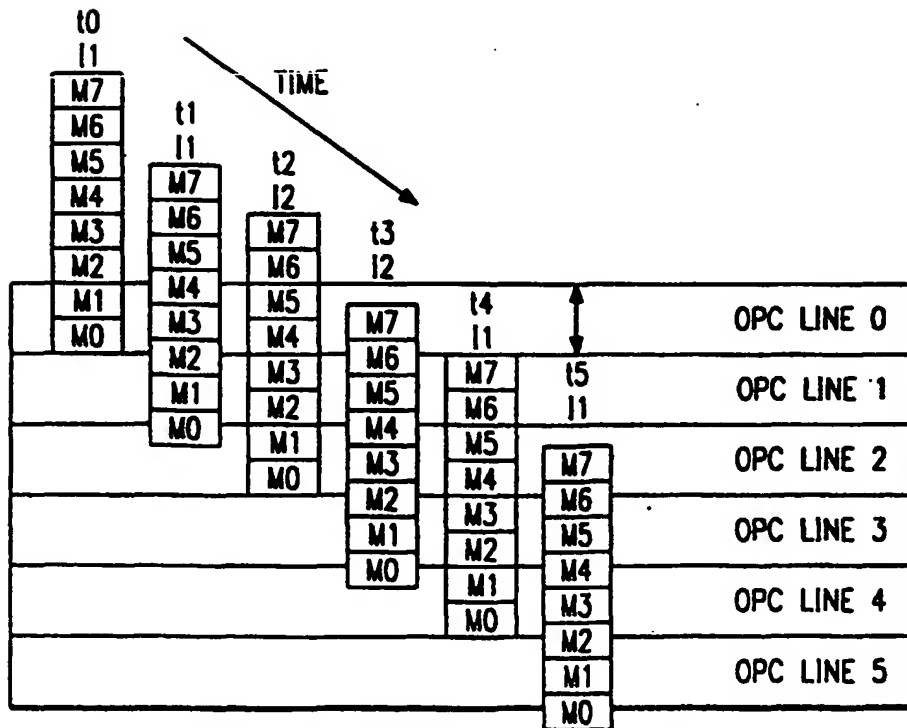 t0
I1
M7
M6
M5
M4
M3
M2
M1
M0
t1
I1
M7
M6
M5
M4
M3
M2
M1
M0
TIME
t2
I2
M7
M6
M5
M4
M3
M2
M1
M0
t3
I2
M7
M6
M5
M4
M3
M2
M1
M0
t4
I1
M7
M6
M5
M4
M3
M2
M1
M0
t5
I1
M7
M6
M5
M4
M3
M2
M1
M0
OPC LINE 0
OPC LINE 1
OPC LINE 2
OPC LINE 3
OPC LINE 4
OPC LINE 5